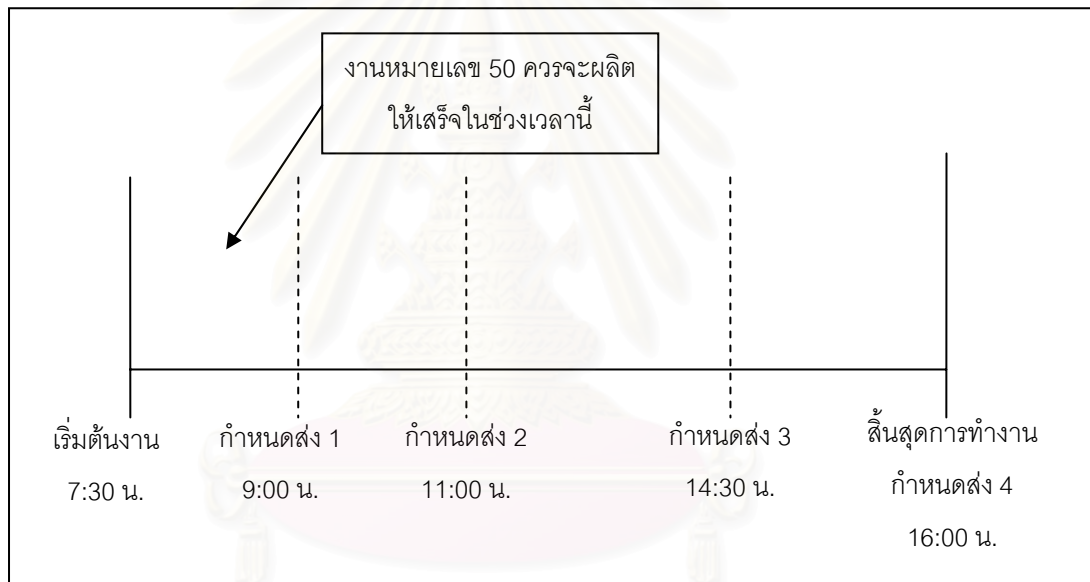 งานหมายเลข 50 ควรจะผลิต
ให้เสร็จในช่วงเวลานี้
เริ่มต้นงาน
7:30 น.
กำหนดส่ง 1
9:00 น.
กำหนดส่ง 2
11:00 น.
กำหนดส่ง 3
14:30 น.
สิ้นสุดการทำงาน
กำหนดส่ง 4
16:00 น.